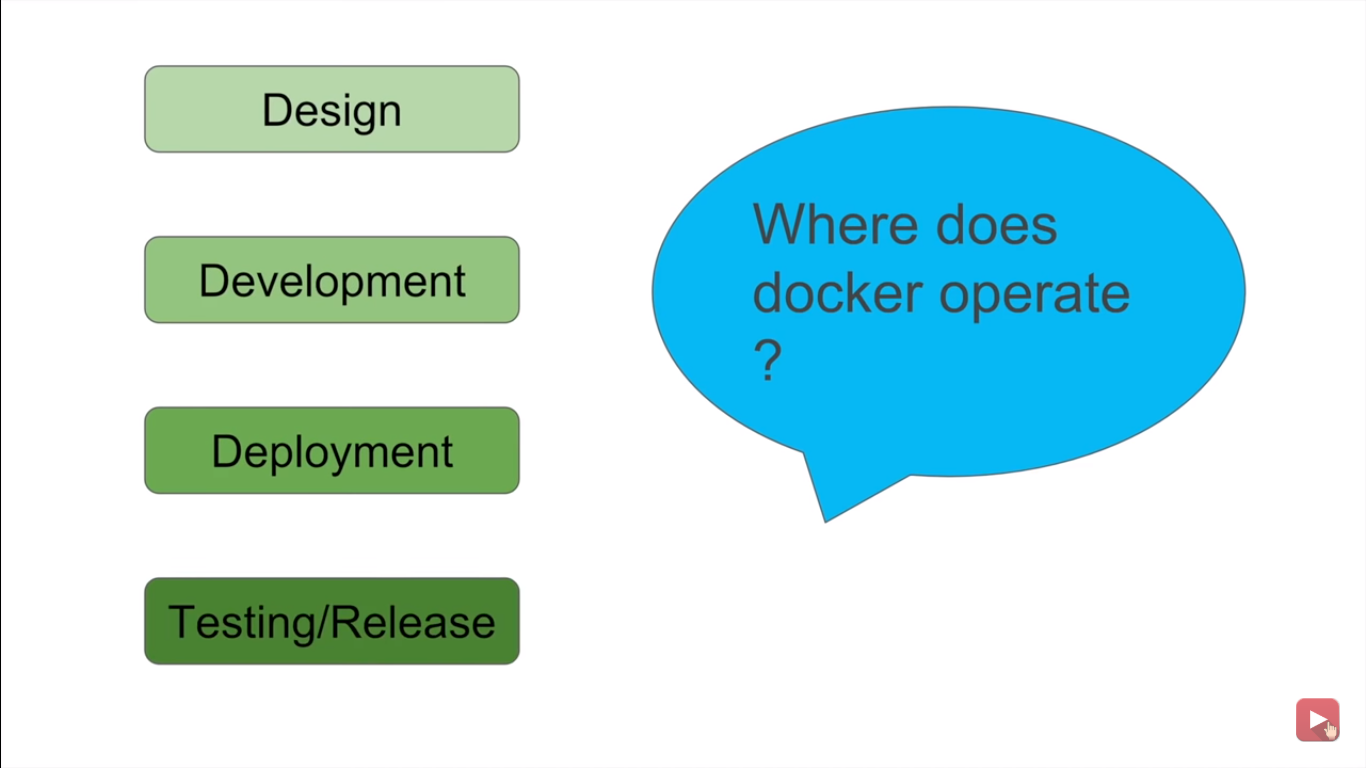 Design
Development
Deployment
Testing/Release
Where does
docker operate
?